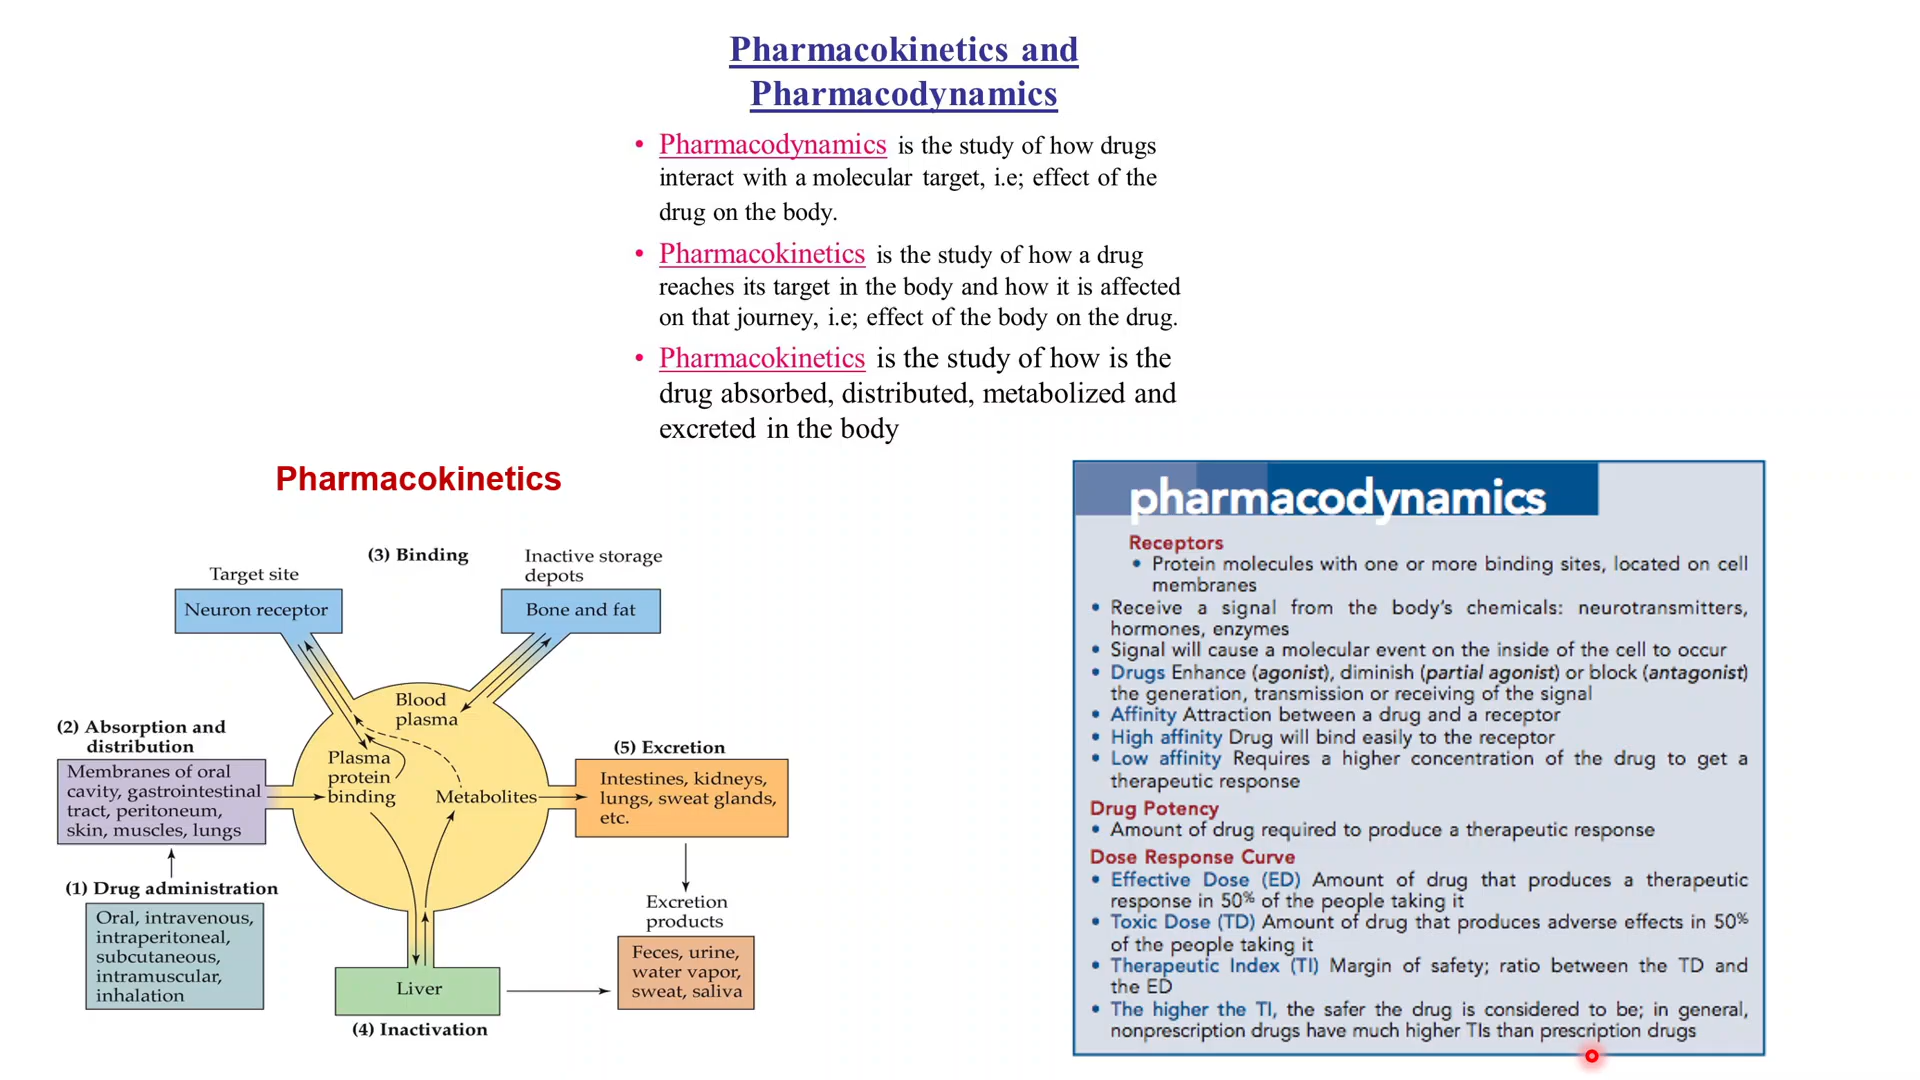 Pharmacokinetics and
Pharmacodynamics
• Pharmacodynamics is the study of how drugs
interact with a molecular target, i.e; effect of the
drug on the body.
• Pharmacokinetics is the study of how a drug
reaches its target in the body and how it is affected
on that journey, i.e; effect of the body on the drug.
• Pharmacokinetics is the study of how is the
drug absorbed, distributed, metabolized and
excreted in the body
Pharmacokinetics
(3) Binding
Target site
Neuron receptor
Inactive storage
depots
Bone and fat
Blood
plasma
(2) Absorption and
distribution
Membranes of oral
cavity, gastrointestinal
tract, peritoneum,
skin, muscles, lungs
Plasma
protein
binding
Metabolites
(5) Excretion
Intestines, kidneys,
lungs, sweat glands,
etc.
(1) Drug administration
Oral, intravenous,
intraperitoneal,
subcutaneous,
intramuscular,
inhalation
Excretion
products
Feces, urine,
water vapor,
sweat, saliva
Liver
(4) Inactivation
pharmacodynamics
Receptors
• Protein molecules with one or more binding sites, located on cell
membranes
• Receive a signal from the body's chemicals: neurotransmitters,
hormones, enzymes
• Signal will cause a molecular event on the inside of the cell to occur
• Drugs Enhance (agonist), diminish (partial agonist) or block (antagonist)
the generation, transmission or receiving of the signal
• Affinity Attraction between a drug and a receptor
• High affinity Drug will bind easily to the receptor
• Low affinity Requires a higher concentration of the drug to get a
therapeutic response
Drug Potency
• Amount of drug required to produce a therapeutic response
Dose Response Curve
• Effective Dose (ED) Amount of drug that produces a therapeutic
response in 50% of the people taking it
• Toxic Dose (TD) Amount of drug that produces adverse effects in 50%
of the people taking it
• Therapeutic Index (TI) Margin of safety; ratio between the TD and
the ED
• The higher the TI, the safer the drug is considered to be; in general,
nonprescription drugs have much higher TIs than prescription drugs